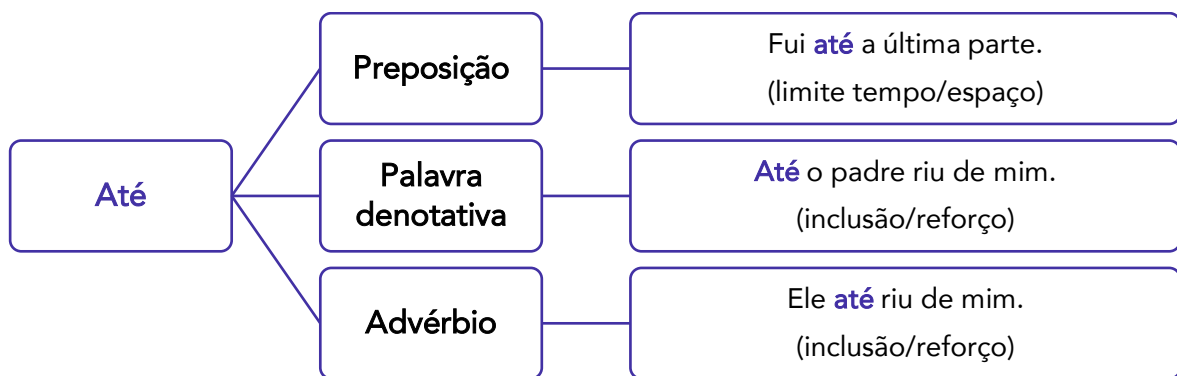 Até
Preposição
Fui até a última parte.
(limite tempo/espaço)
Palavra
denotativa
Até o padre riu de mim.
(inclusão/reforço)
Advérbio
Ele até riu de mim.
(inclusão/reforço)